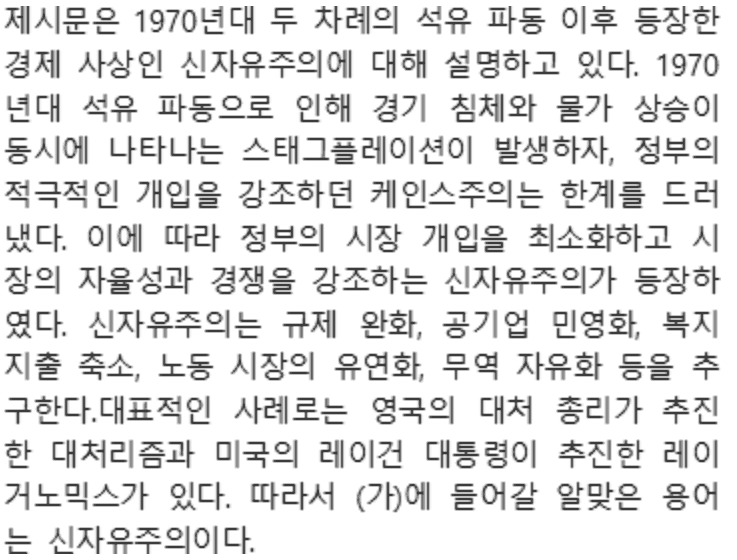 제시문은 1970년대 두 차례의 석유 파동 이후 등장한
경제 사상인 신자유주의에 대해 설명하고 있다. 1970
년대 석유 파동으로 인해 경기 침체와 물가 상승이
동시에 나타나는 스태그플레이션이 발생하자, 정부의
적극적인 개입을 강조하던 케인스주의는 한계를 드러
냈다. 이에 따라 정부의 시장 개입을 최소화하고 시
장의 자율성과 경쟁을 강조하는 신자유주의가 등장하
였다. 신자유주의는 규제 완화, 공기업 민영화, 복지
지출 축소, 노동 시장의 유연화, 무역 자유화 등을 추
구한다.대표적인 사례로는 영국의 대처 총리가 추진
한 대처리즘과 미국의 레이건 대통령이 추진한 레이
거노믹스가 있다. 따라서 (가)에 들어갈 알맞은 용어
는 신자유주의이다.